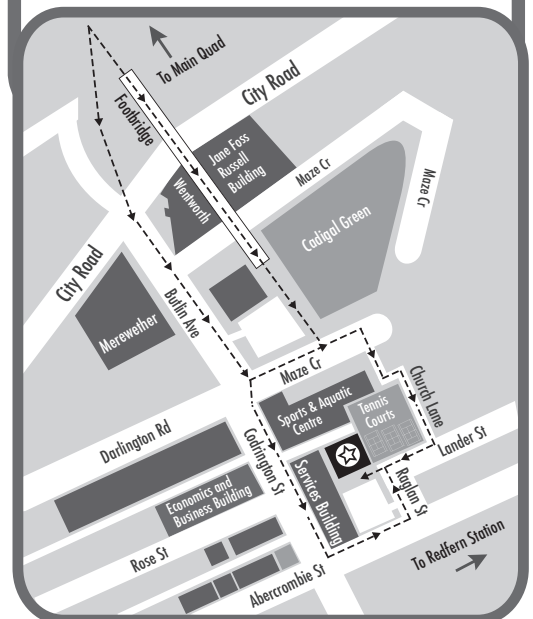 To Main Quad
City Road
Footbridge
Jane Foss
Russell
Building
Wentworth
Maze Cr
Maze Cr
Cadigal Green
City Road
Merewether
Butlin Ave
Maze Cr
Sports & Aquatic
Centre
Tennis
Courts
Church Lane
Darlington Rd
Codrington St
Lander St
Economics and
Business Building
Services Building
Raglan St
Rose St
Abercrombie St
To Redfern Station